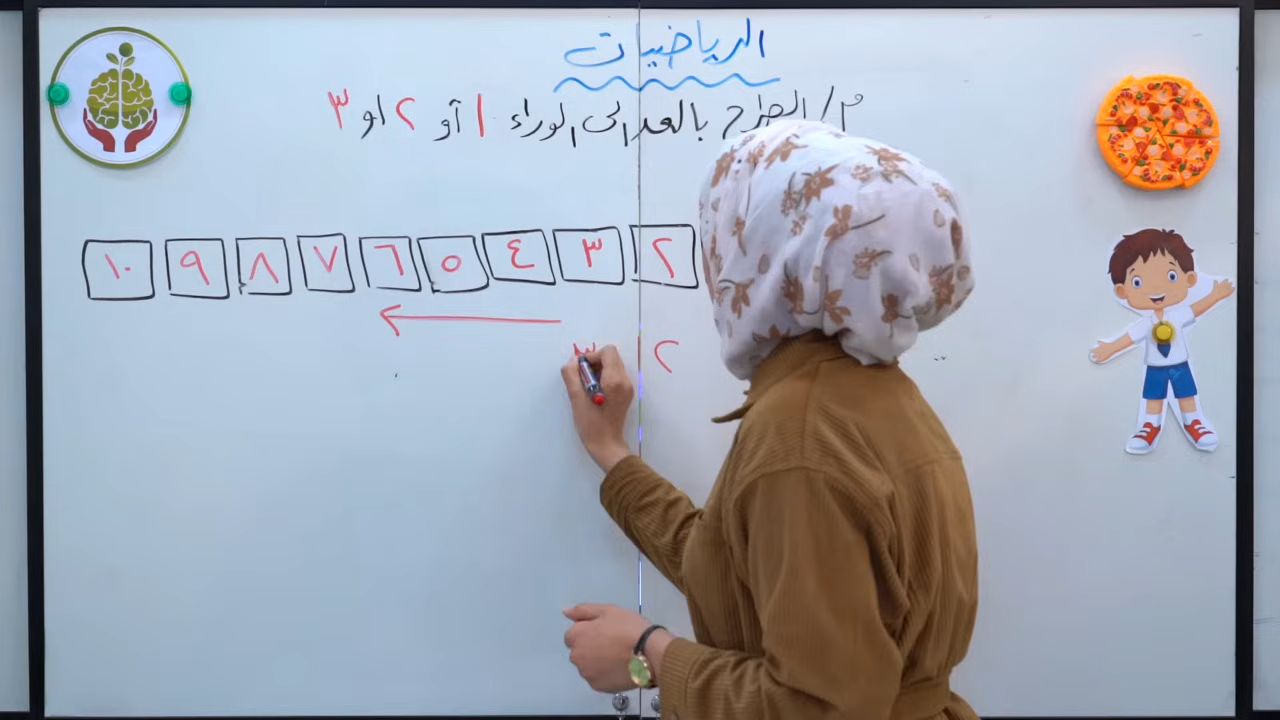 الرياضيات
م/ الطرح بالعد الى الوراء ١ أو ٢ او ٣
٢ ٣ ٤ ٥ ٦ ٧ ٨ ٩ ١٠
٢ ٣